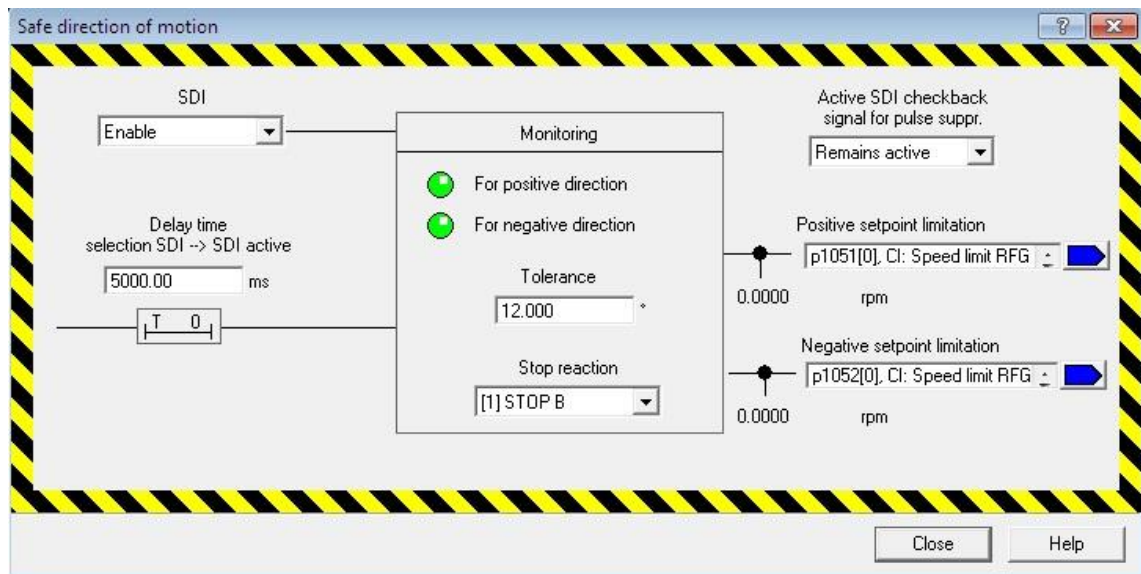 Safe direction of motion
SDI
Enable
Delay time
selection SDI --> SDI active
5000.00 ms
T 0
Monitoring
For positive direction
For negative direction
Tolerance
12.000 °
Stop reaction
[1] STOP B
Active SDI checkback
signal for pulse suppr.
Remains active
Positive setpoint limitation
p1051[0], CI: Speed limit RFG
0.0000 rpm
Negative setpoint limitation
p1052[0], CI: Speed limit RFG
0.0000 rpm
Close Help